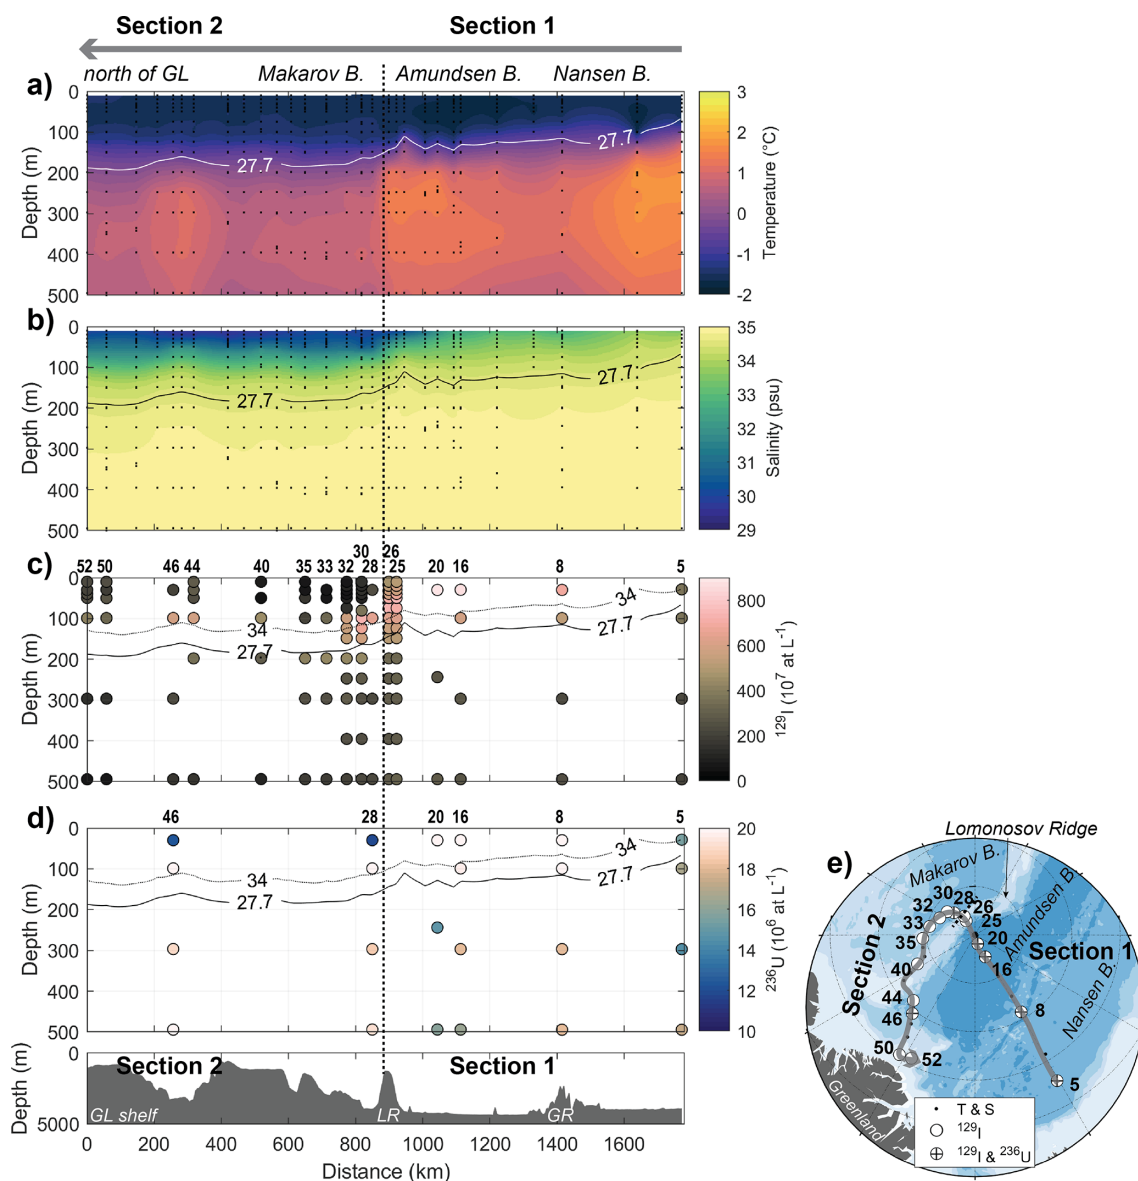 Section 2 Section 1
north of GL Makarov B. Amundsen B. Nansen B.
a)
0
100
200
300
400
500
Depth (m)
27.7 27.7
3
2
1
0
-1
-2
Temperature (°C)
b)
0
100
200
300
400
500
Depth (m)
27.7 27.7
35
34
33
32
31
30
29
Salinity (psu)
c)
52 50 46 44 40 35 33 32 30 28 26 25 20 16 8 5
0
100
200
300
400
500
Depth (m)
34 34
27.7 27.7
800
600
400
200
0
¹²⁹I (10⁷ at L⁻¹)
d)
46 28 20 16 8 5
0
100
200
300
400
500
Depth (m)
34 34
27.7 27.7
20
18
16
14
12
10
²³⁶U (10⁶ at L⁻¹)
0
5000
Section 2 Section 1
GL shelf LR GR
0 200 400 600 800 1000 1200 1400 1600
Distance (km)
e)
Lomonosov Ridge
Makarov B.
Amundsen B.
Nansen B.
Section 2
Section 1
30 28 26
32 25
33 20
35 16
40
44 8
46
50 52 5
Greenland
T & S
¹²⁹I
¹²⁹I & ²³⁶U